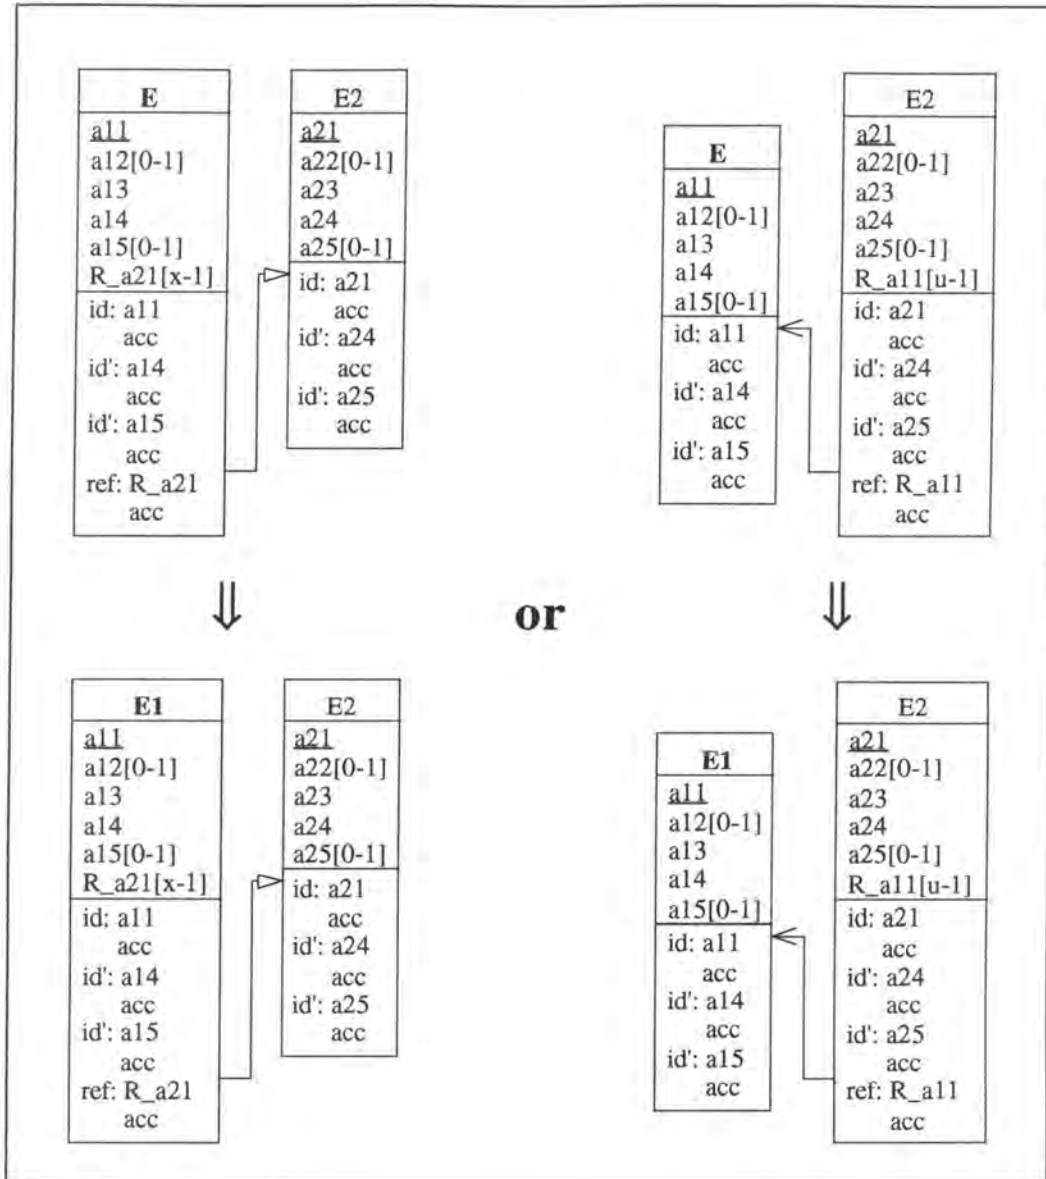 E
a11
a12[0-1]
a13
a14
a15[0-1]
R_a21[x-1]
id: a11
acc
id': a14
acc
id': a15
acc
ref: R_a21
acc
E2
a21
a22[0-1]
a23
a24
a25[0-1]
id: a21
acc
id': a24
acc
id': a25
acc
E
a11
a12[0-1]
a13
a14
a15[0-1]
id: a11
acc
id': a14
acc
id': a15
acc
E2
a21
a22[0-1]
a23
a24
a25[0-1]
R_a11[u-1]
id: a21
acc
id': a24
acc
id': a25
acc
ref: R_a11
acc
⇓ or ⇓
E1
a11
a12[0-1]
a13
a14
a15[0-1]
R_a21[x-1]
id: a11
acc
id': a14
acc
id': a15
acc
ref: R_a21
acc
E2
a21
a22[0-1]
a23
a24
a25[0-1]
id: a21
acc
id': a24
acc
id': a25
acc
E1
a11
a12[0-1]
a13
a14
a15[0-1]
id: a11
acc
id': a14
acc
id': a15
acc
E2
a21
a22[0-1]
a23
a24
a25[0-1]
R_a11[u-1]
id: a21
acc
id': a24
acc
id': a25
acc
ref: R_a11
acc